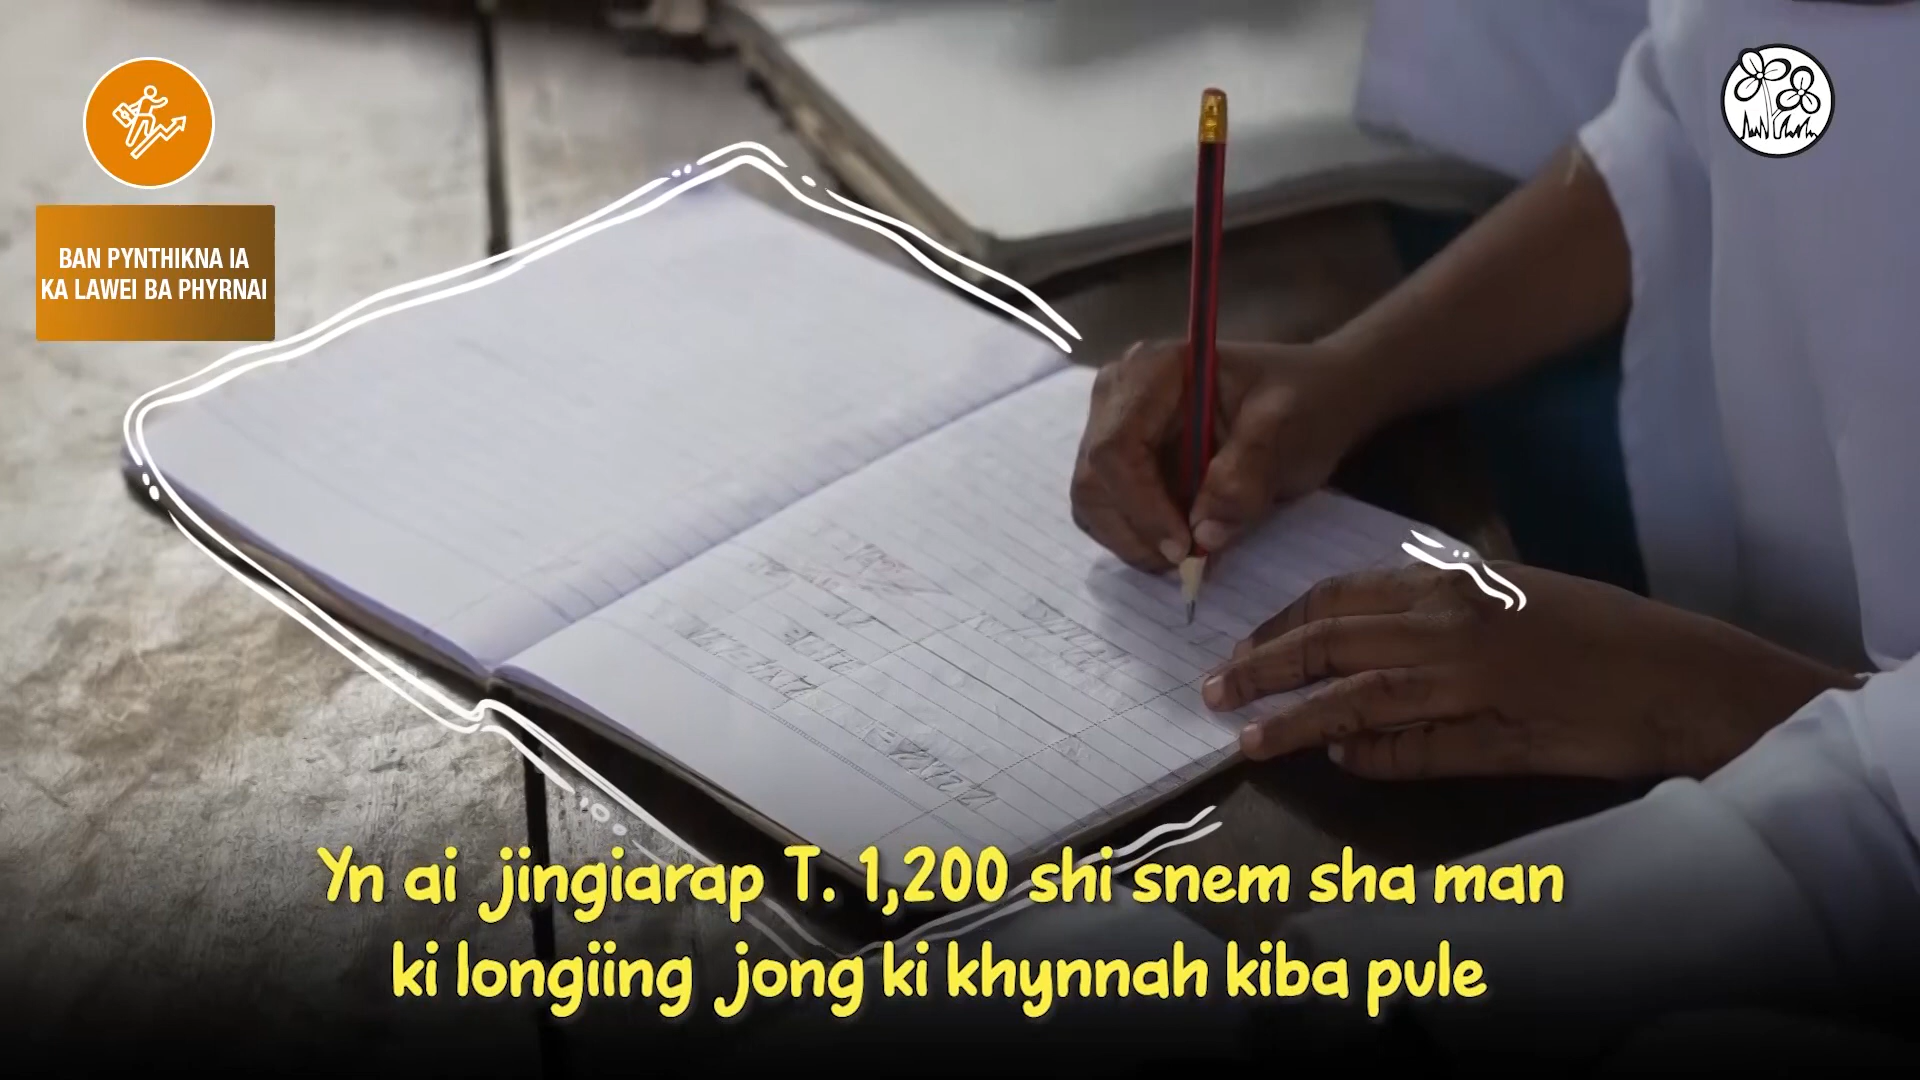 BAN PYNTHIKNA IA
KA LAWEI BA PHYRNAI
Yn ai jingiarap T. 1,200 shi snem sha man
ki longiing jong ki khynnah kiba pule